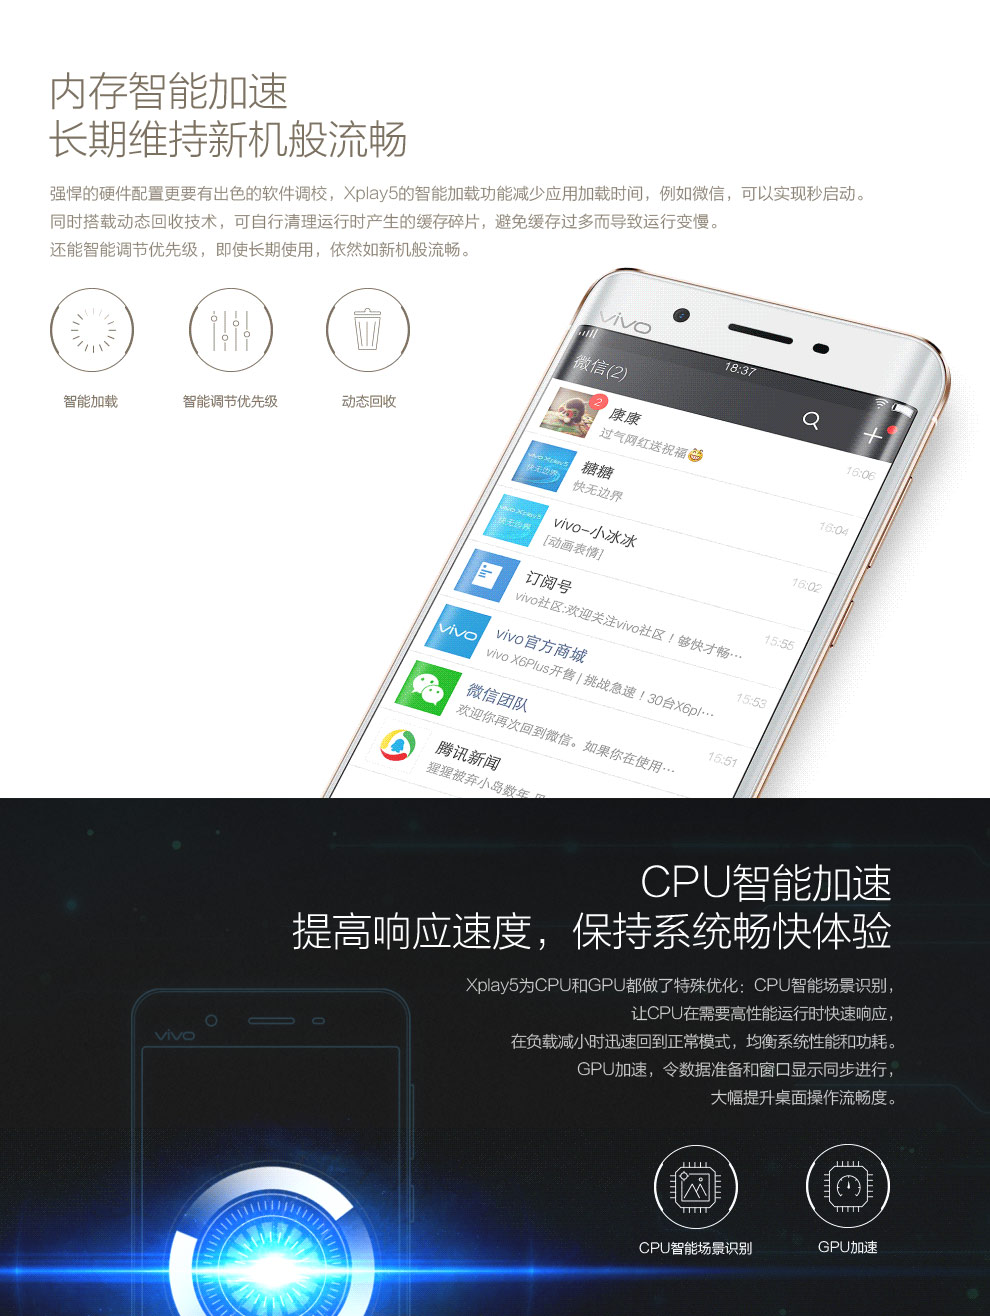 内存智能加速
长期维持新机般流畅
强悍的硬件配置更要有出色的软件调校，Xplay5的智能加载功能减少应用加载时间，例如微信，可以实现秒启动。
同时搭载动态回收技术，可自行清理运行时产生的缓存碎片，避免缓存过多而导致运行变慢。
还能智能调节优先级，即使长期使用，依然如新机般流畅。
智能加载
智能调节优先级
动态回收
vivo
18:37
微信(2)
2
康康
16:06
过气网红送祝福
vivo Xplay5
快无边界
糖糖
16:04
快无边界
vivo Xplay5
快无边界
vivo-小冰冰
16:02
[动画表情]
订阅号
15:55
vivo社区:欢迎关注vivo社区！够快才畅…
vivo
vivo官方商城
15:53
vivo X6Plus开售 | 挑战急速！30台X6pl…
微信团队
15:51
欢迎你再次回到微信。如果你在使用…
腾讯新闻
猩猩被弃小岛数年
CPU智能加速
提高响应速度，保持系统畅快体验
Xplay5为CPU和GPU都做了特殊优化：CPU智能场景识别，
让CPU在需要高性能运行时快速响应，
在负载减小时迅速回到正常模式，均衡系统性能和功耗。
GPU加速，令数据准备和窗口显示同步进行，
大幅提升桌面操作流畅度。
vivo
CPU智能场景识别
GPU加速